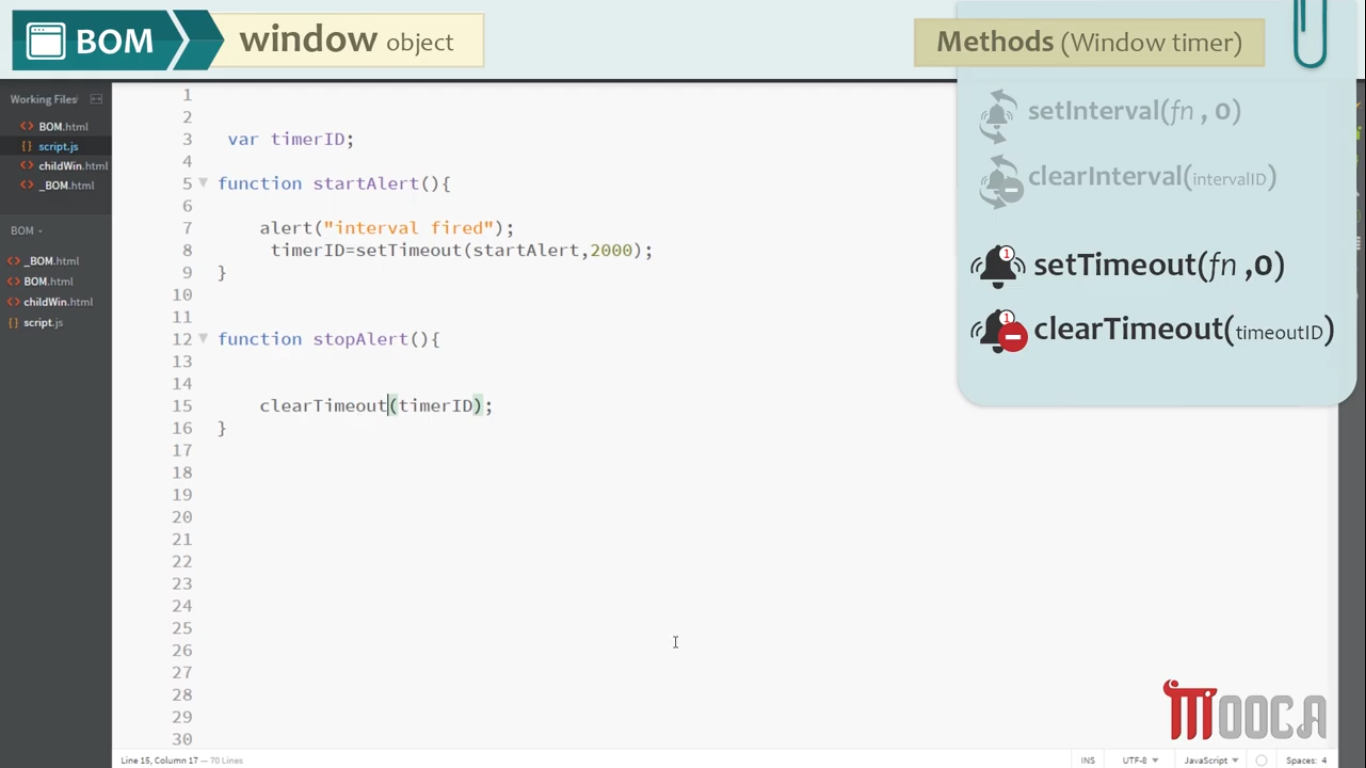 BOM
window object
Methods (Window timer)
setInterval(fn , 0)
clearInterval(intervalID)
1
setTimeout(fn ,0)
1
clearTimeout(timeoutID)
Working Files
BOM.html
script.js
childWin.html
_BOM.html
BOM
_BOM.html
BOM.html
childWin.html
script.js
1
2
3 var timerID;
4
5 function startAlert(){
6
7 alert("interval fired");
8 timerID=setTimeout(startAlert,2000);
9 }
10
11
12 function stopAlert(){
13
14
15 clearTimeout(timerID);
16 }
17
18
19
20
21
22
23
24
25
26
27
28
29
30
MOOCA
Line 15, Column 17 — 70 Lines
INS UTF-8 JavaScript Spaces: 4